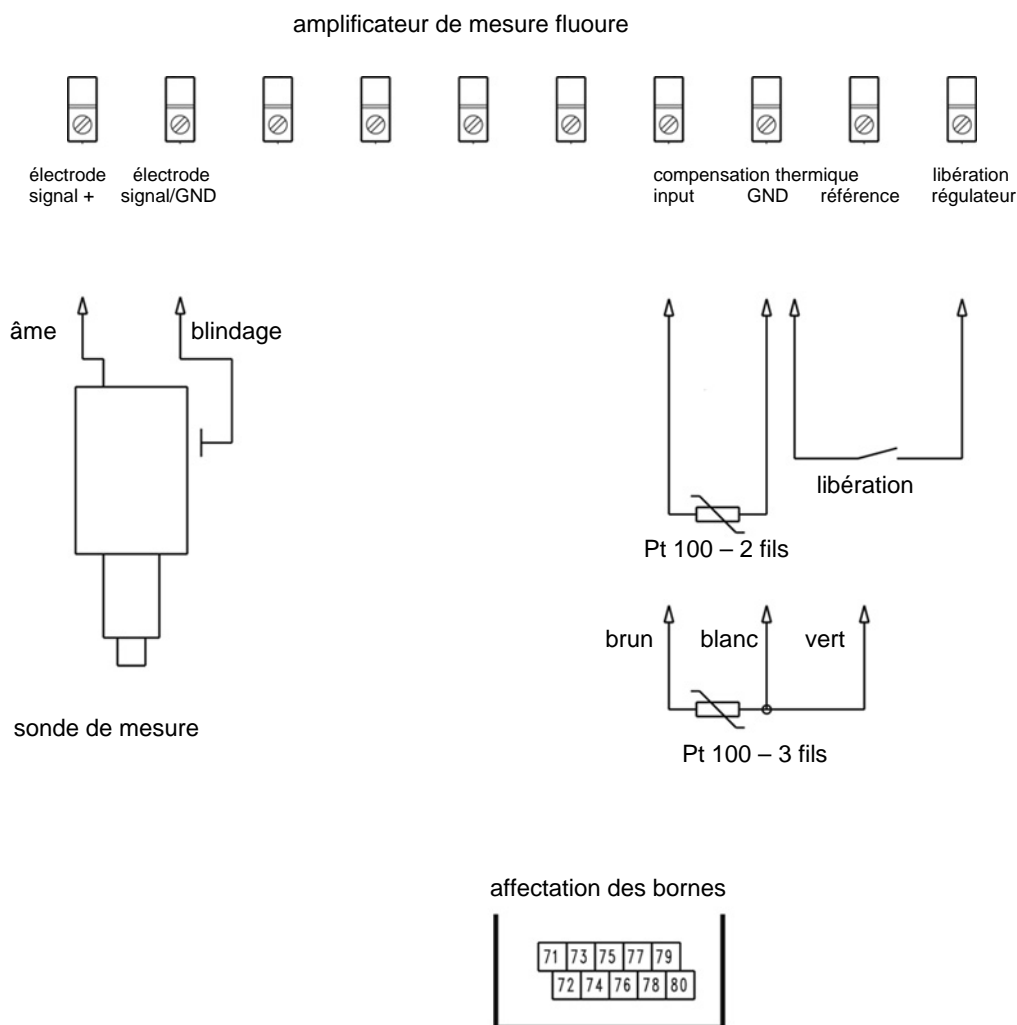 amplificateur de mesure fluoure
électrode électrode compensation thermique libération
signal + signal/GND input GND référence régulateur
âme blindage
libération
Pt 100 – 2 fils
brun blanc vert
sonde de mesure
Pt 100 – 3 fils
affectation des bornes
71 73 75 77 79
72 74 76 78 80